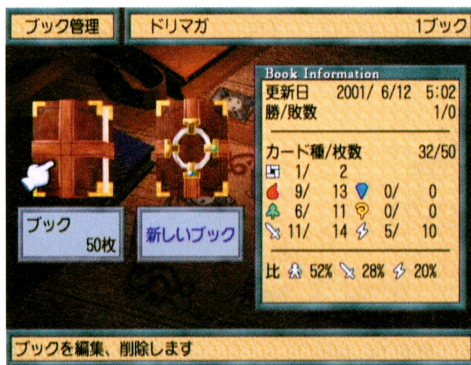 ブック管理
ドリマガ 1ブック
Book Information
更新日 2001/ 6/12 5:02
勝/敗数 1/0
カード種/枚数 32/50
1/ 2
9/ 13 0/ 0
6/ 11 0/ 0
11/ 14 5/ 10
比 52% 28% 20%
ブック
50枚
新しいブック
ブックを編集、削除します